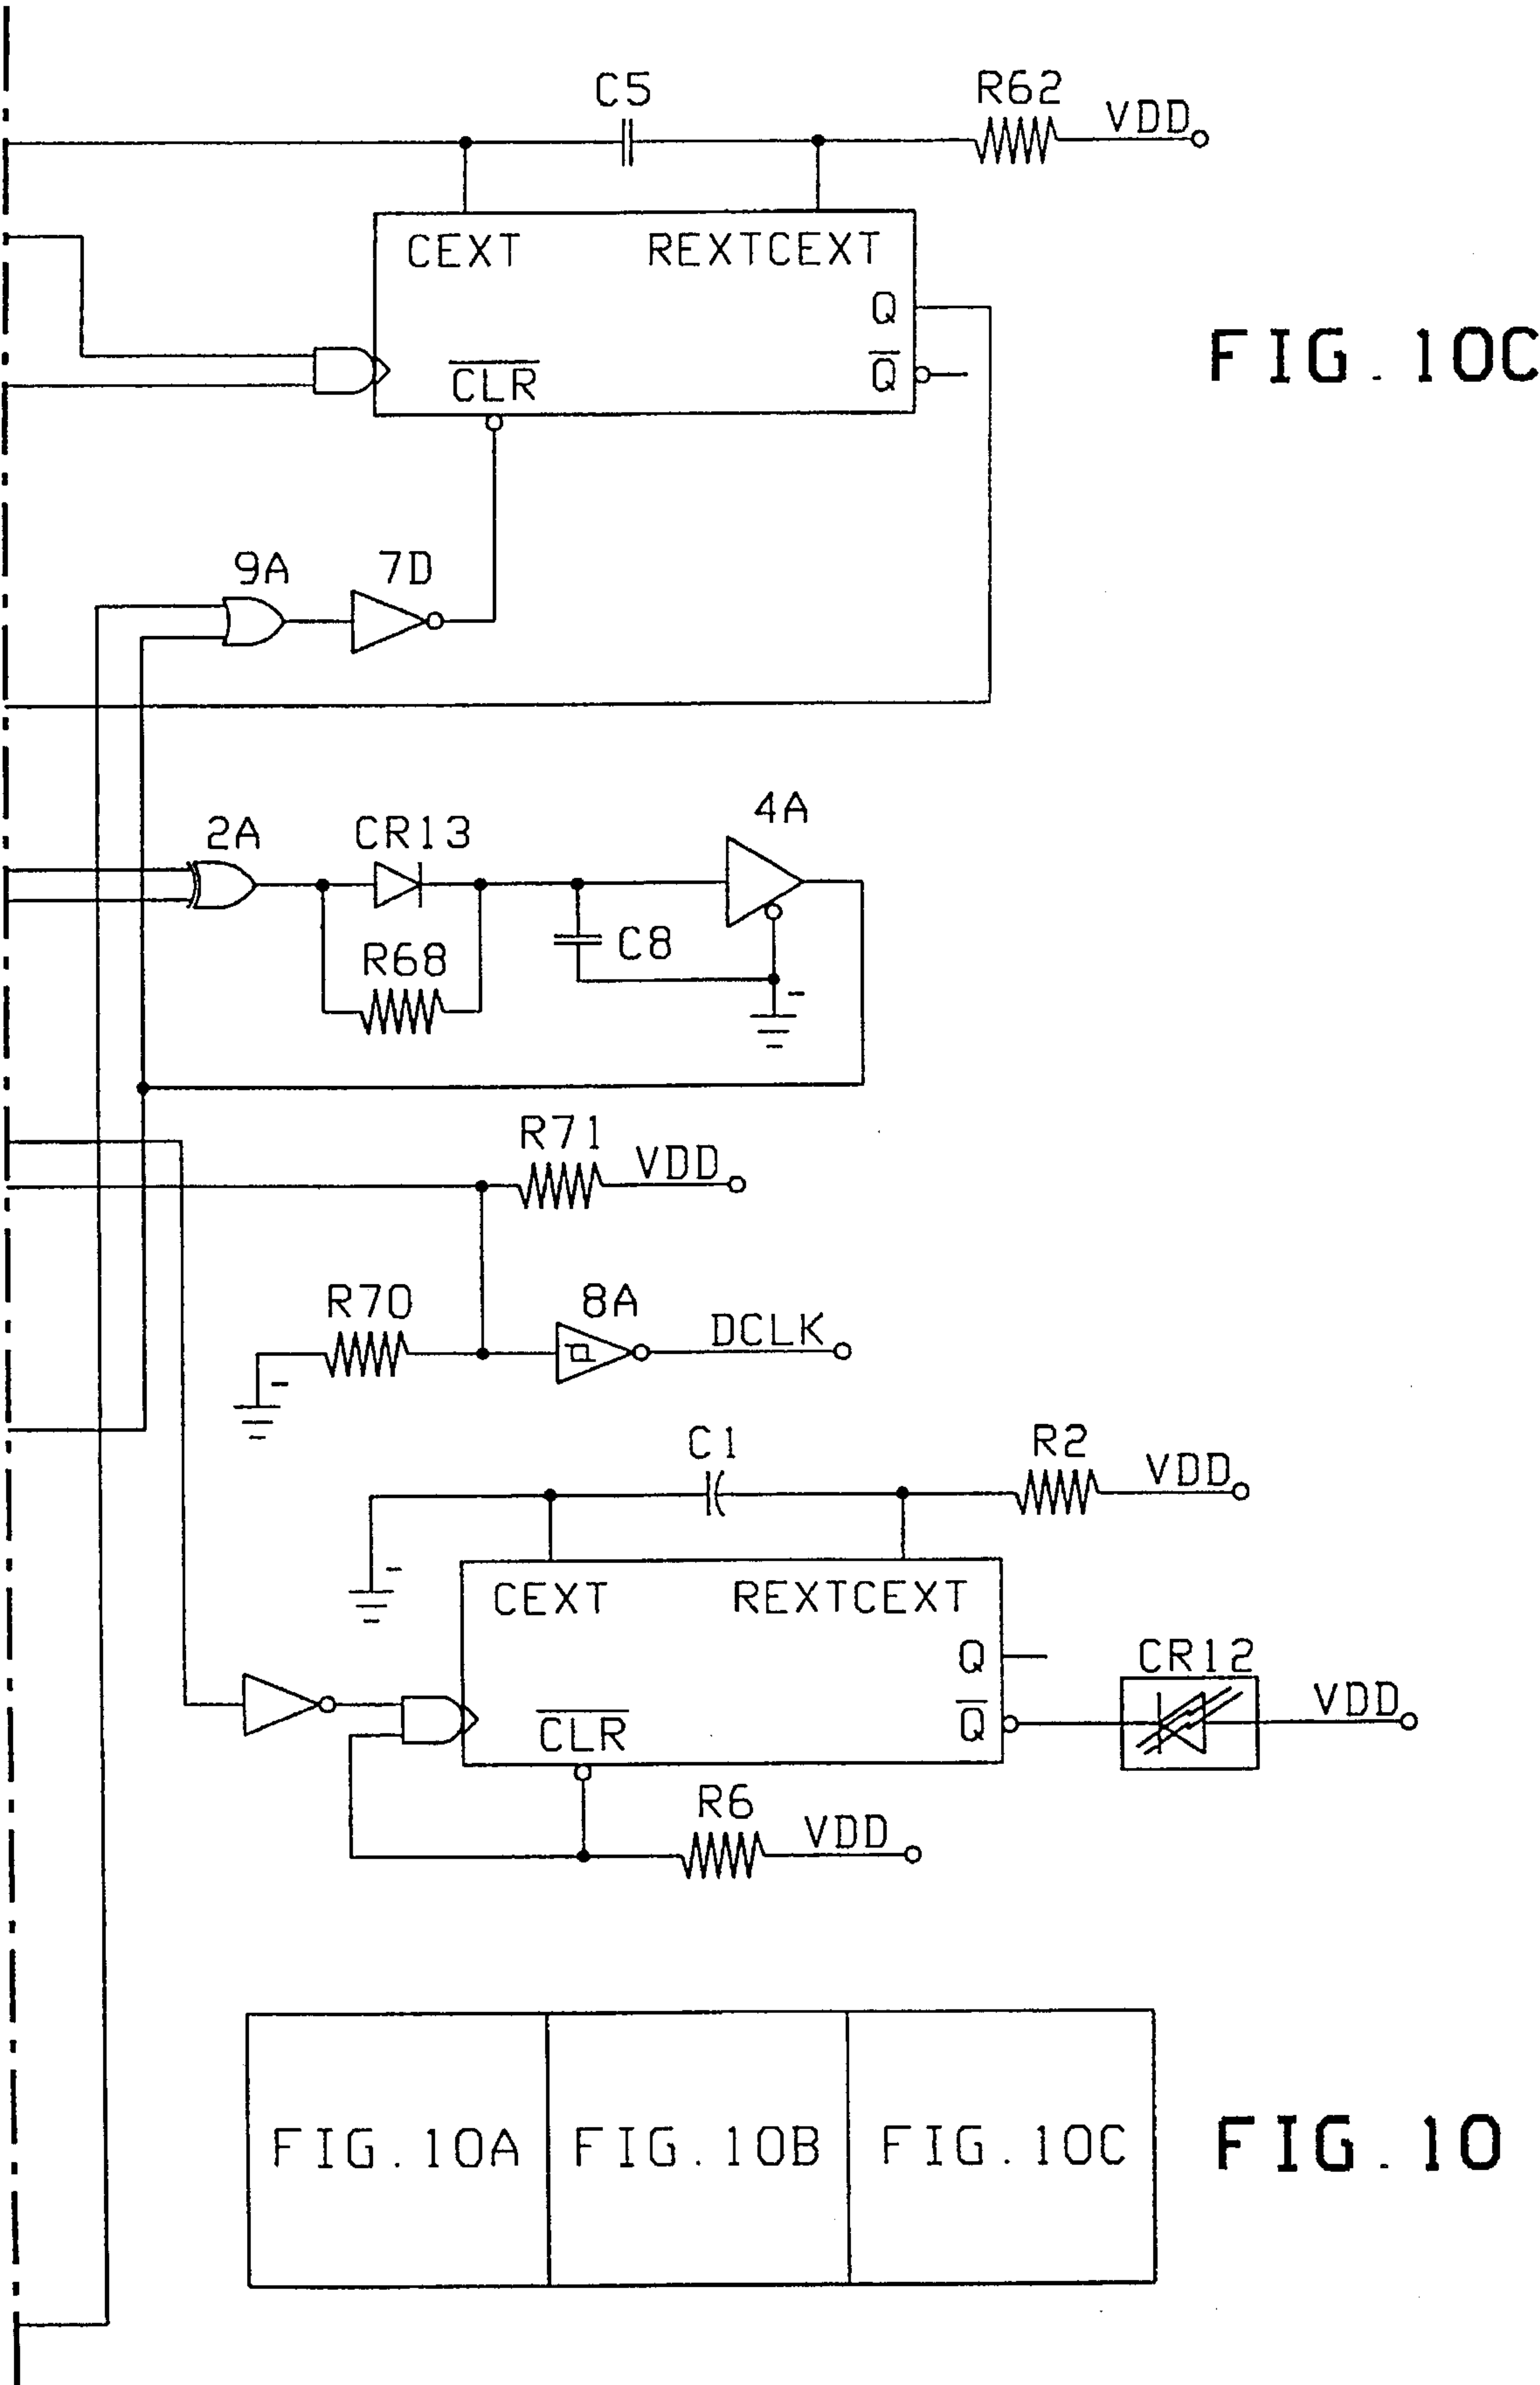 C5
R62
VDD
CEXT REXTCEXT
Q
FIG. 10C
CLR
Q
9A
7D
2A
CR13
4A
R68
C8
-
R71
VDD
R70
8A
DCLK
-
C1
R2
VDD
-
CEXT REXTCEXT
Q
CR12
VDD
CLR
Q
R6
VDD
FIG. 10A
FIG. 10B
FIG. 10C
FIG. 10